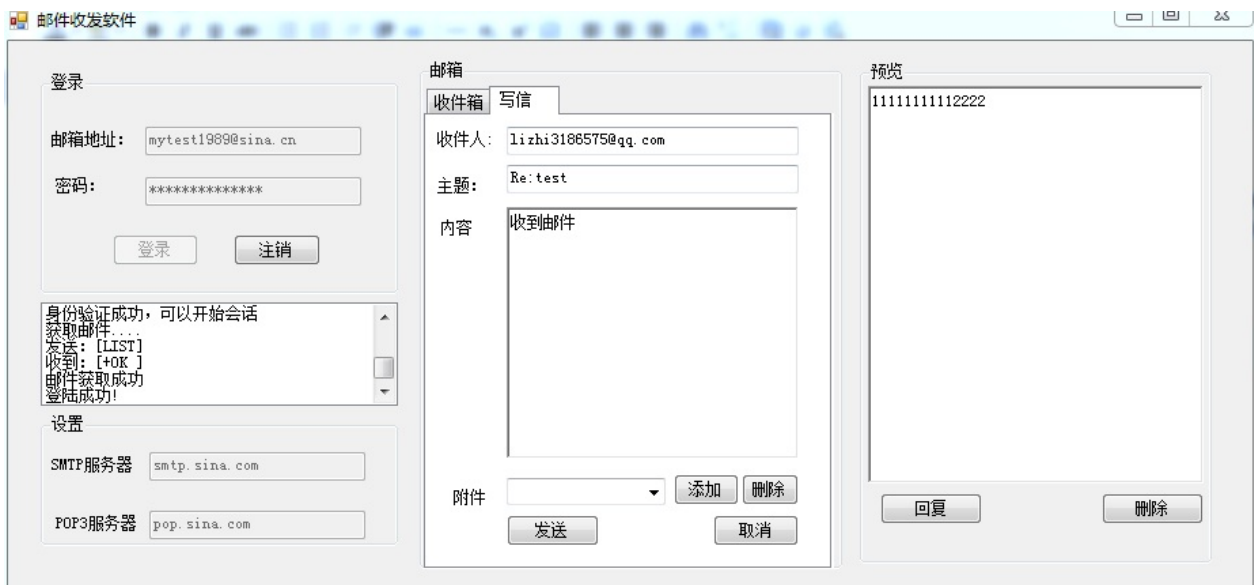 邮件收发软件
登录
邮箱地址:
mytest1989@sina.cn
密码:
**************
登录
注销
身份验证成功，可以开始会话
获取邮件....
发送: [LIST]
收到: [+OK ]
邮件获取成功
登陆成功!
设置
SMTP服务器
smtp.sina.com
POP3服务器
pop.sina.com
邮箱
收件箱
写信
收件人:
lizhi3186575@qq.com
主题:
Re:test
内容
收到邮件
附件
添加
删除
发送
取消
预览
11111111112222
回复
删除